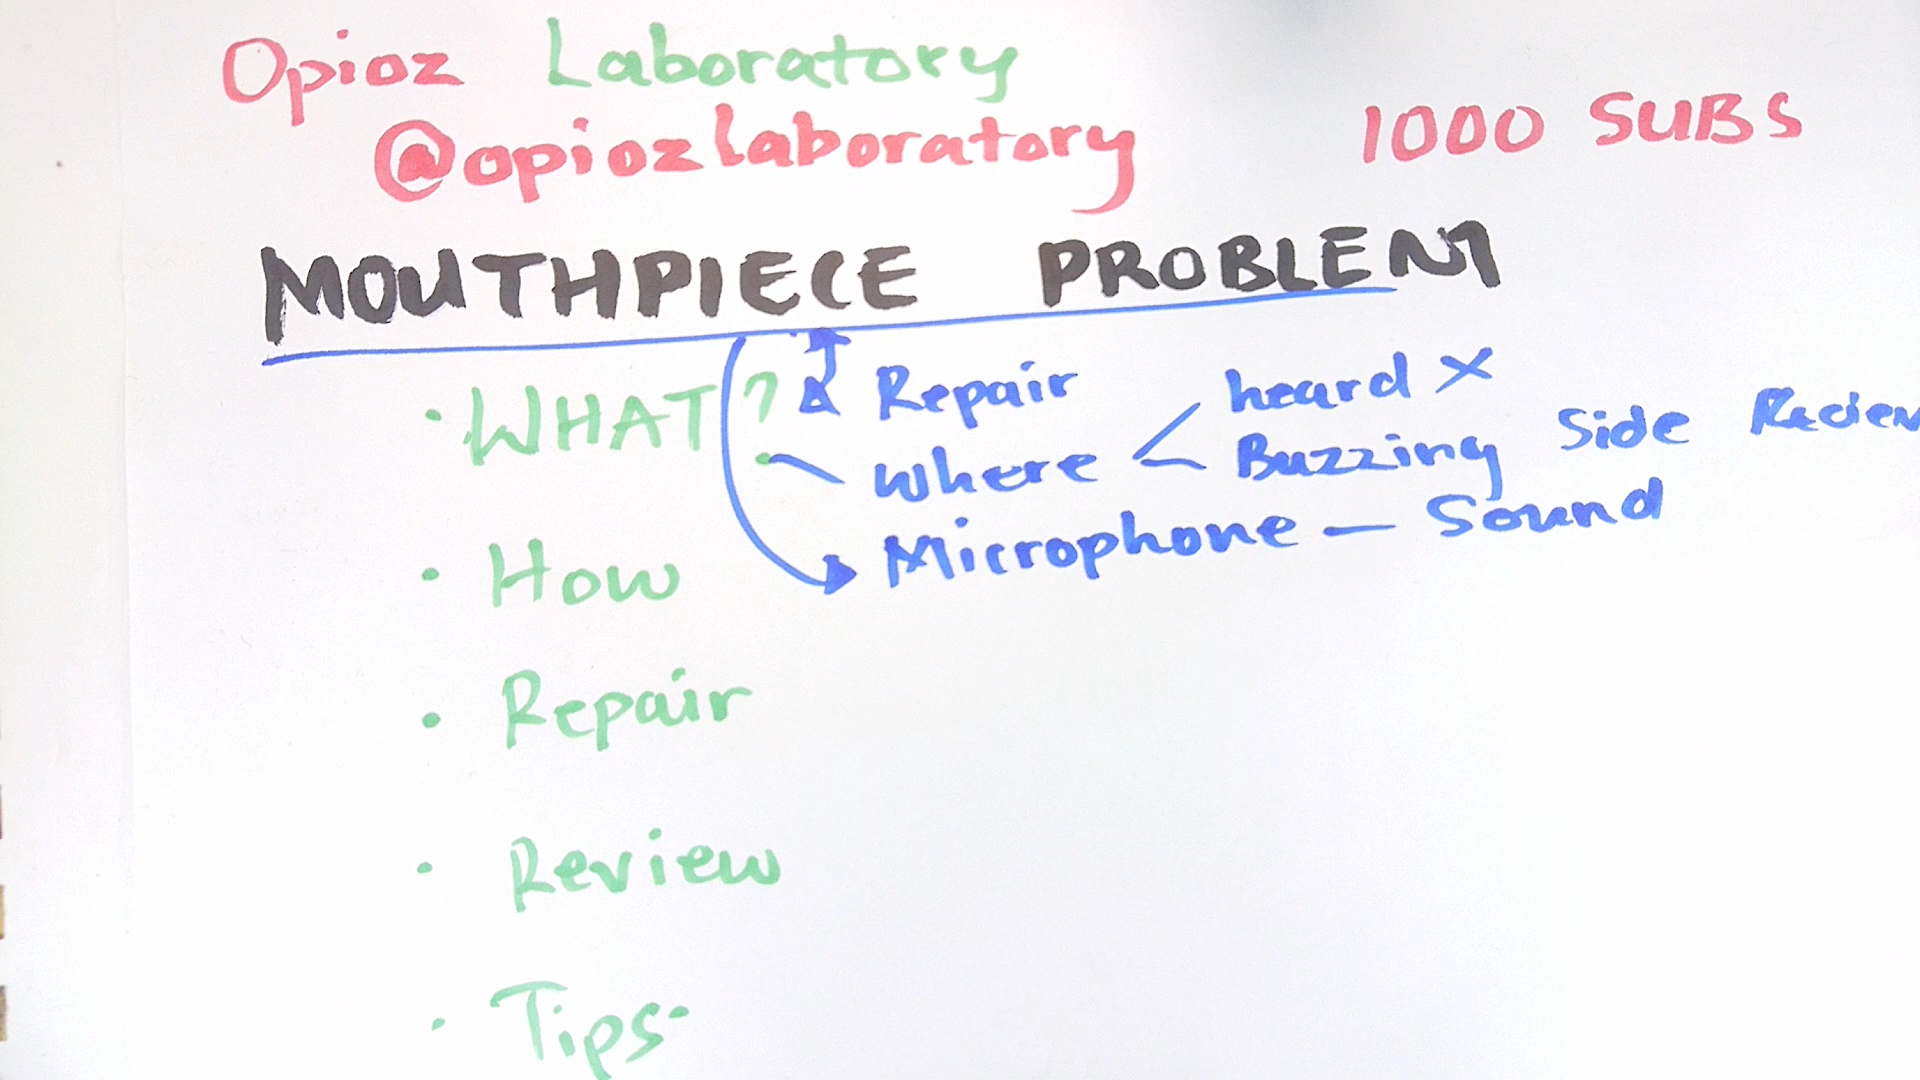 Opioz Laboratory
@opiozlaboratory
1000 SUBS
MOUTHPIECE PROBLEM
• WHAT?
Repair
Where < heard ×
Buzzing Side
Microphone — Sound
• How
• Repair
• Review
• Tips.